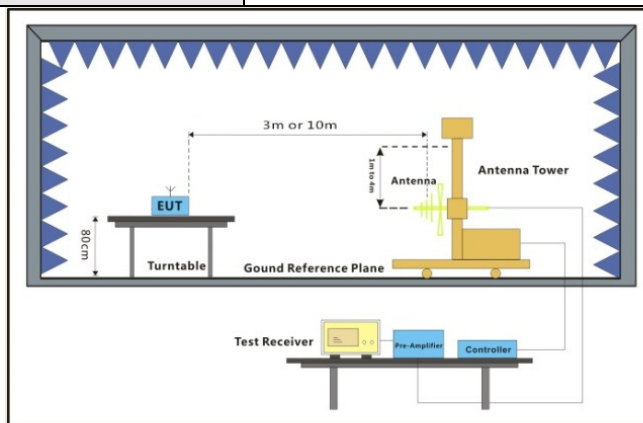 3m or 10m
1m to 4m
Antenna
Antenna Tower
EUT
80cm
Turntable
Gound Reference Plane
Test Receiver
Pre-Amplifier
Controller